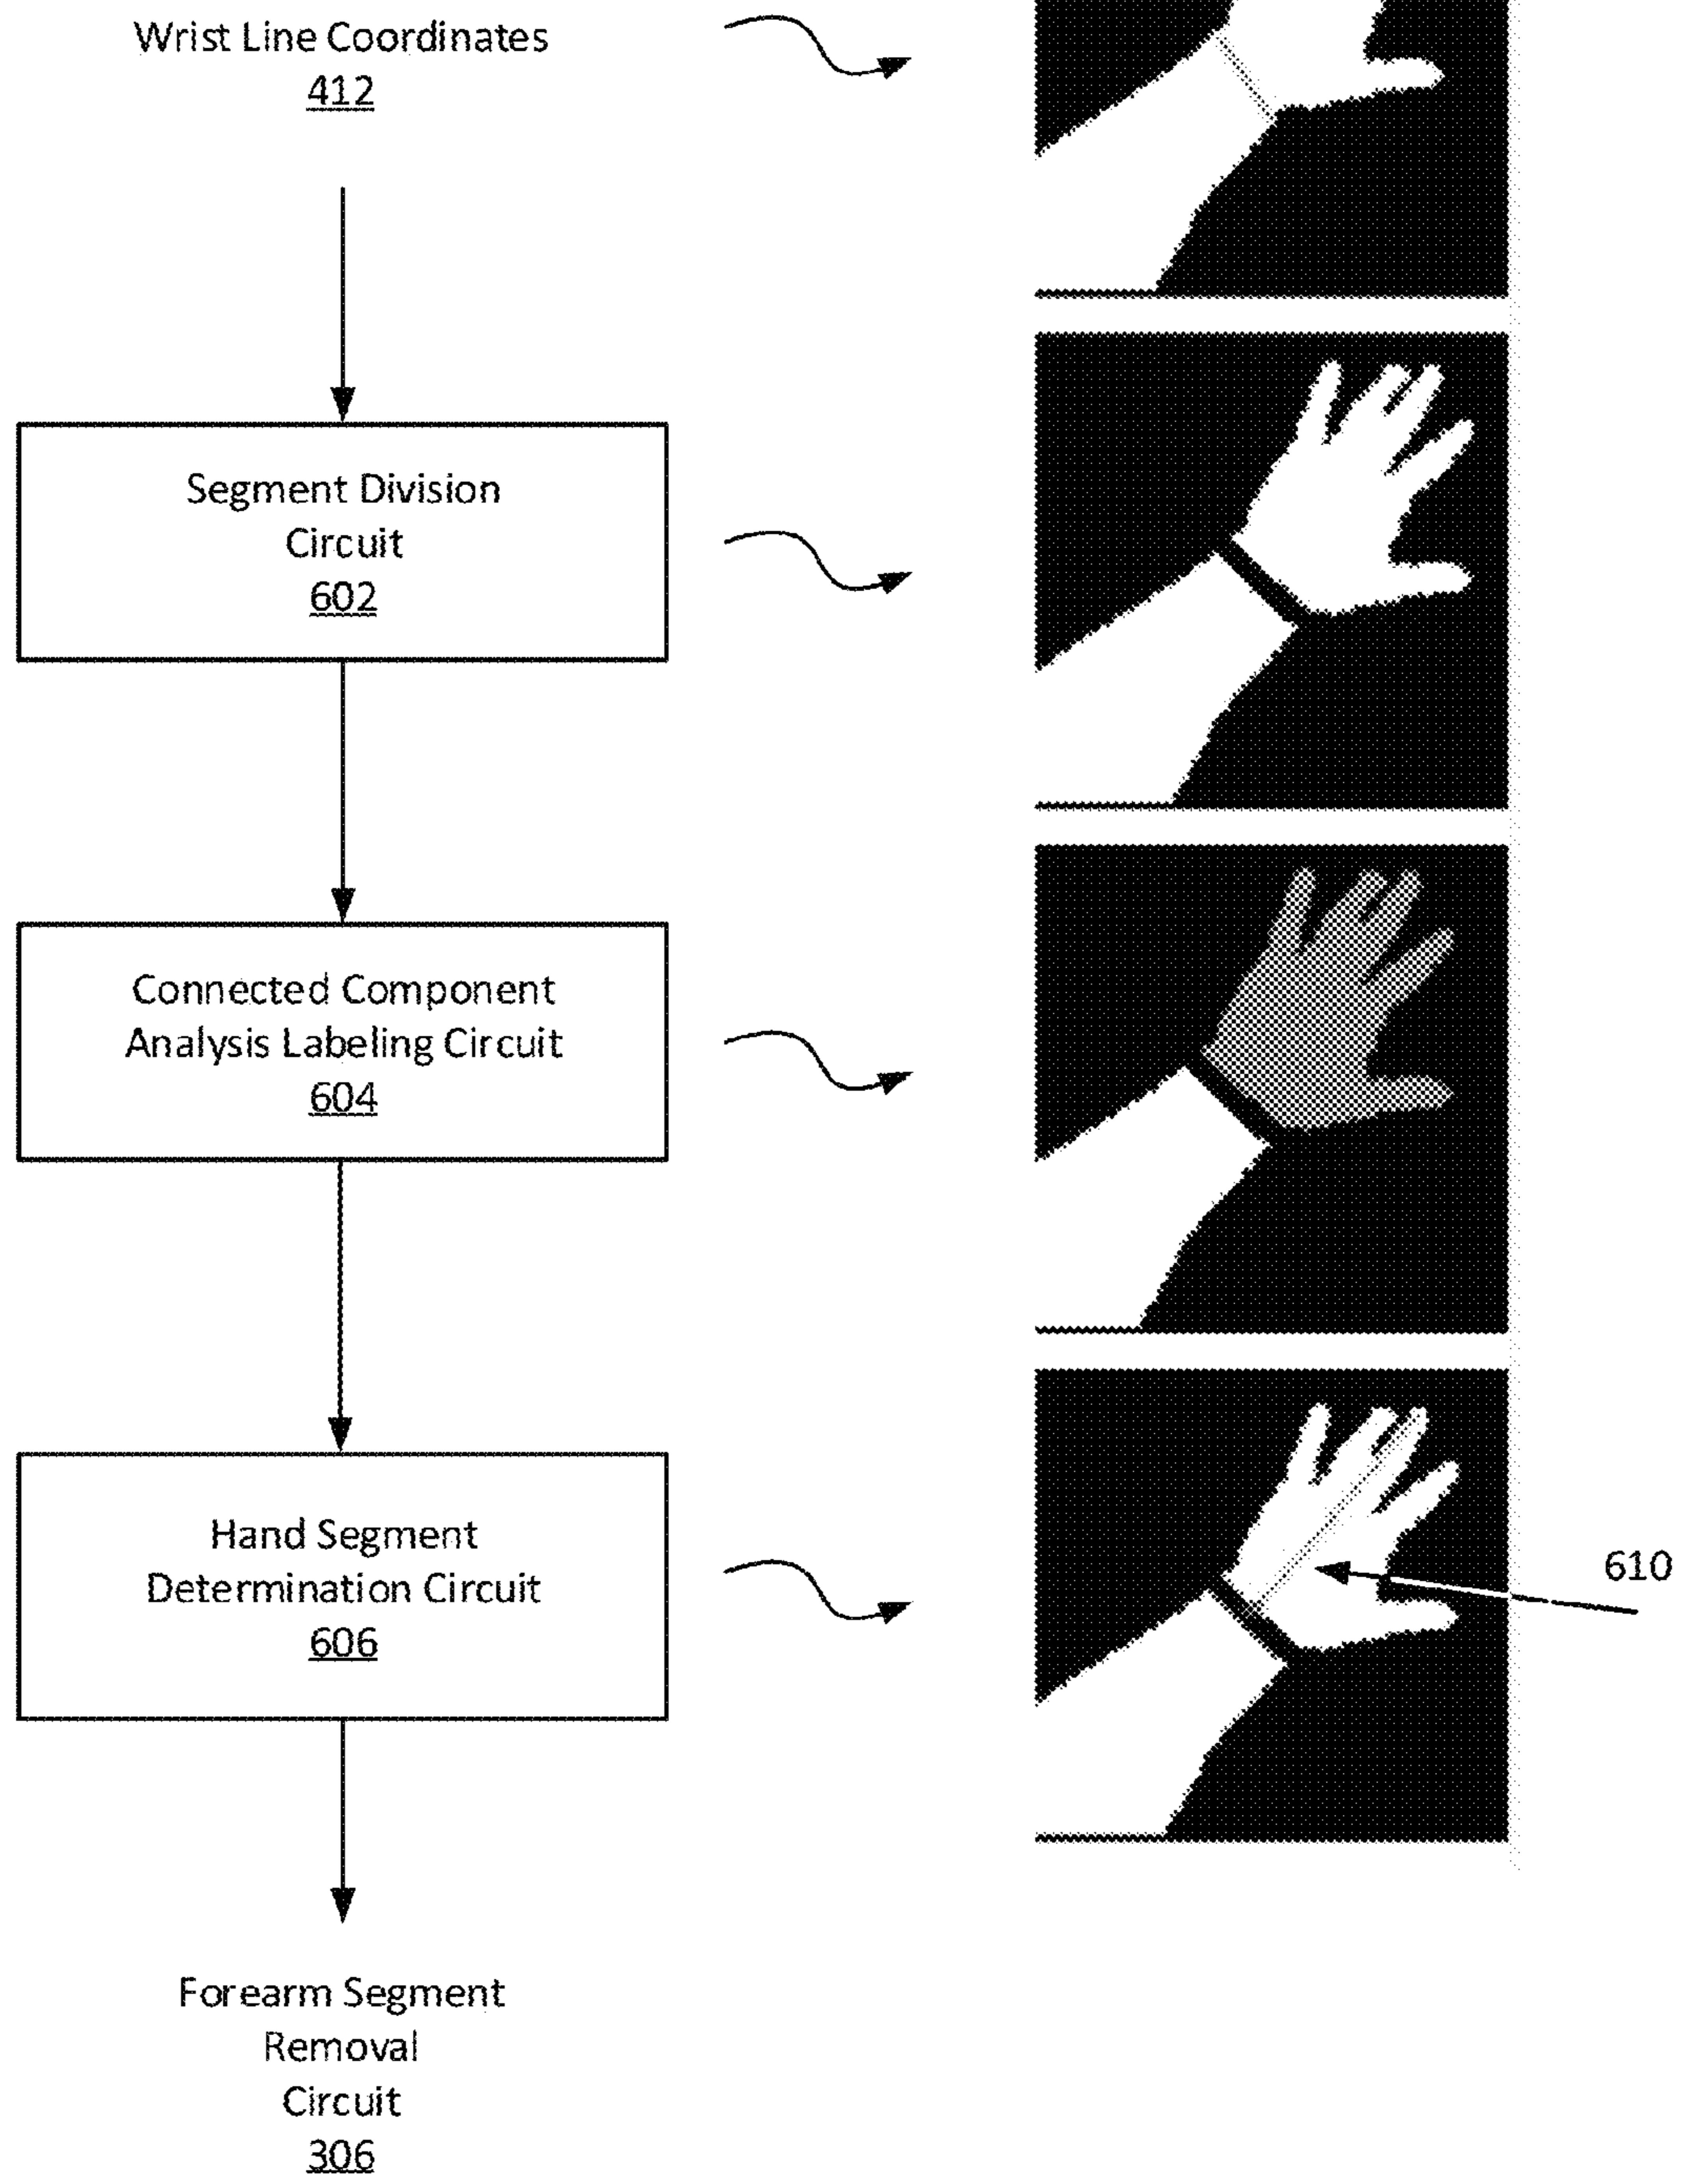 Wrist Line Coordinates
412
Segment Division
Circuit
602
Connected Component
Analysis Labeling Circuit
604
Hand Segment
Determination Circuit
606
610
Forearm Segment
Removal
Circuit
306